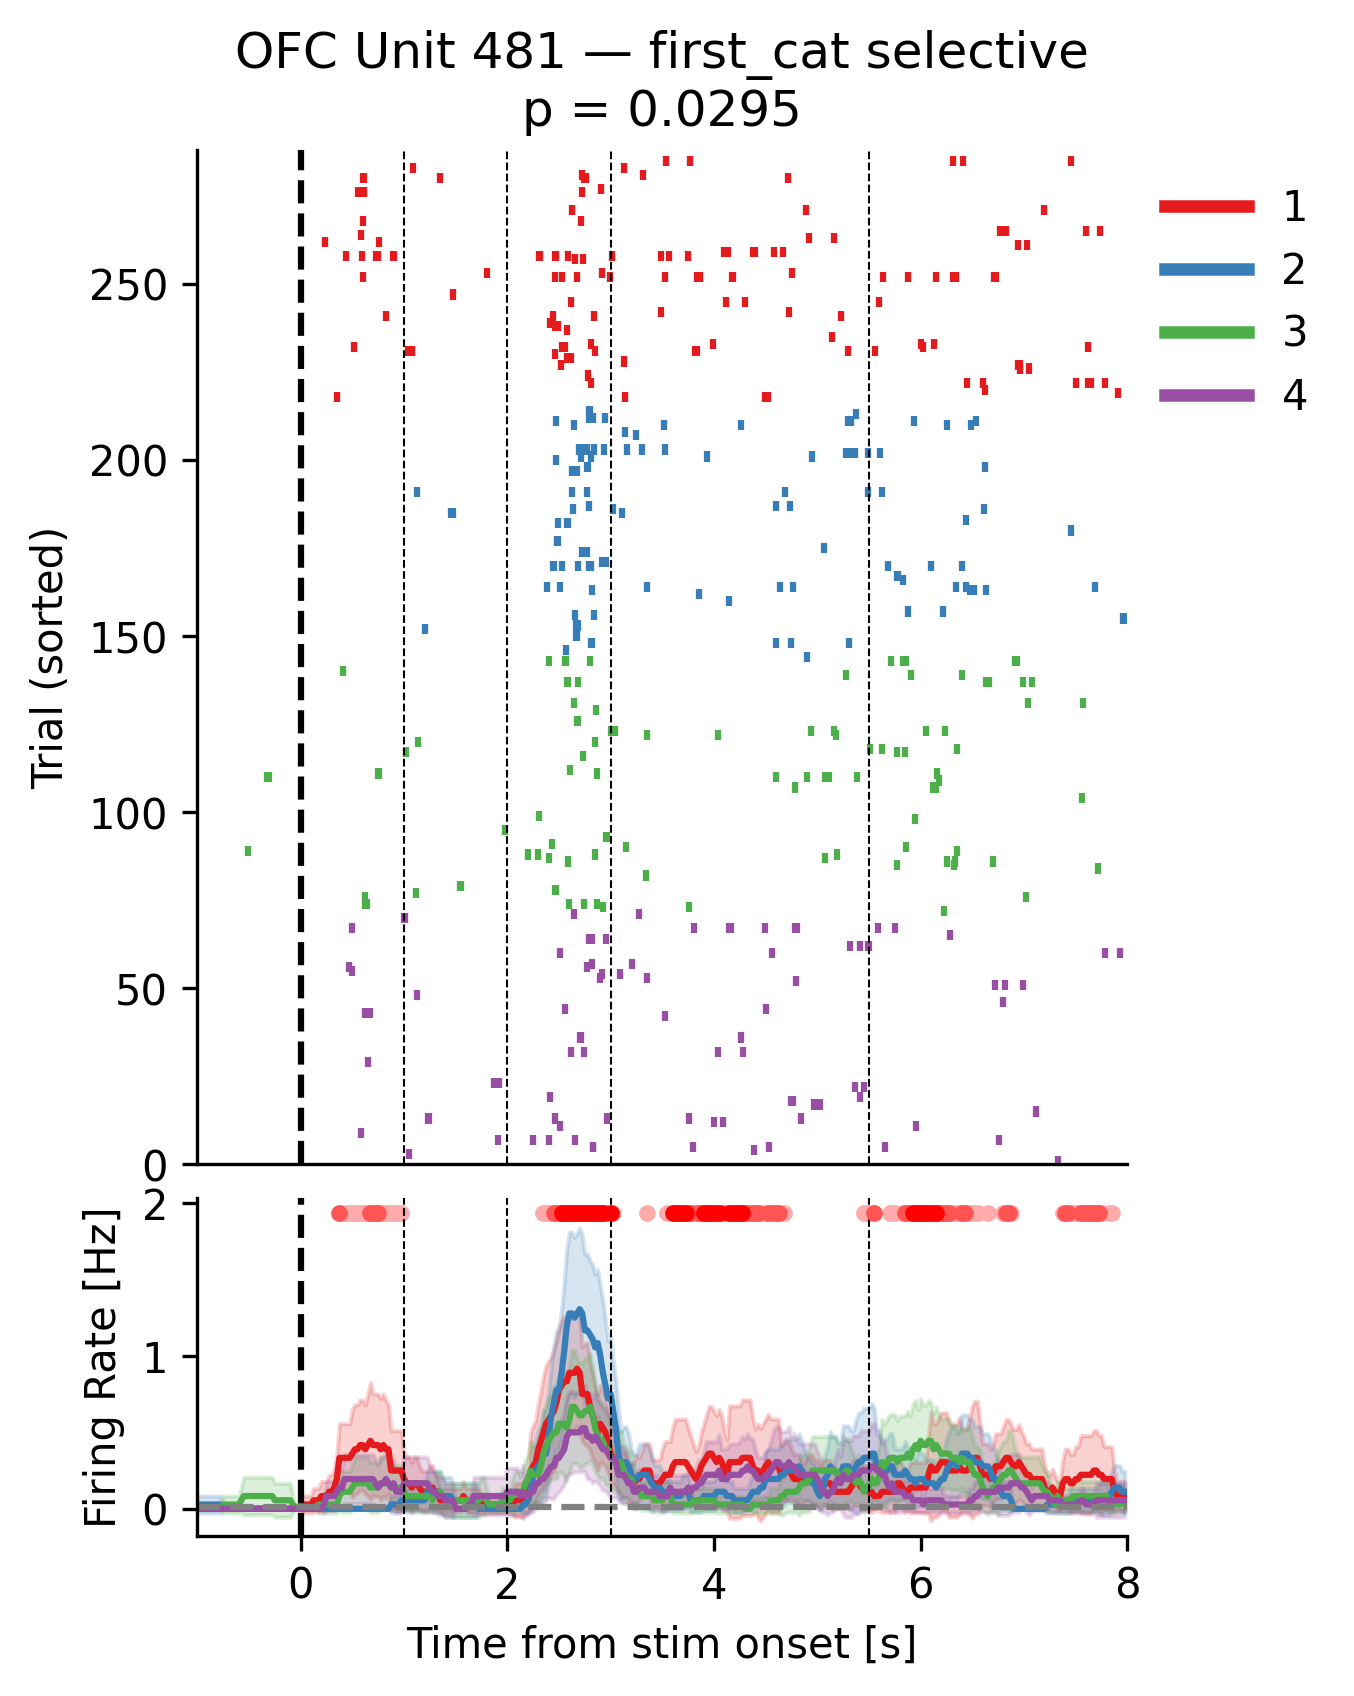 OFC Unit 481 — first_cat selective
p = 0.0295
1
2
3
4
Trial (sorted)
250
200
150
100
50
0
Firing Rate [Hz]
2
1
0
0 2 4 6 8
Time from stim onset [s]